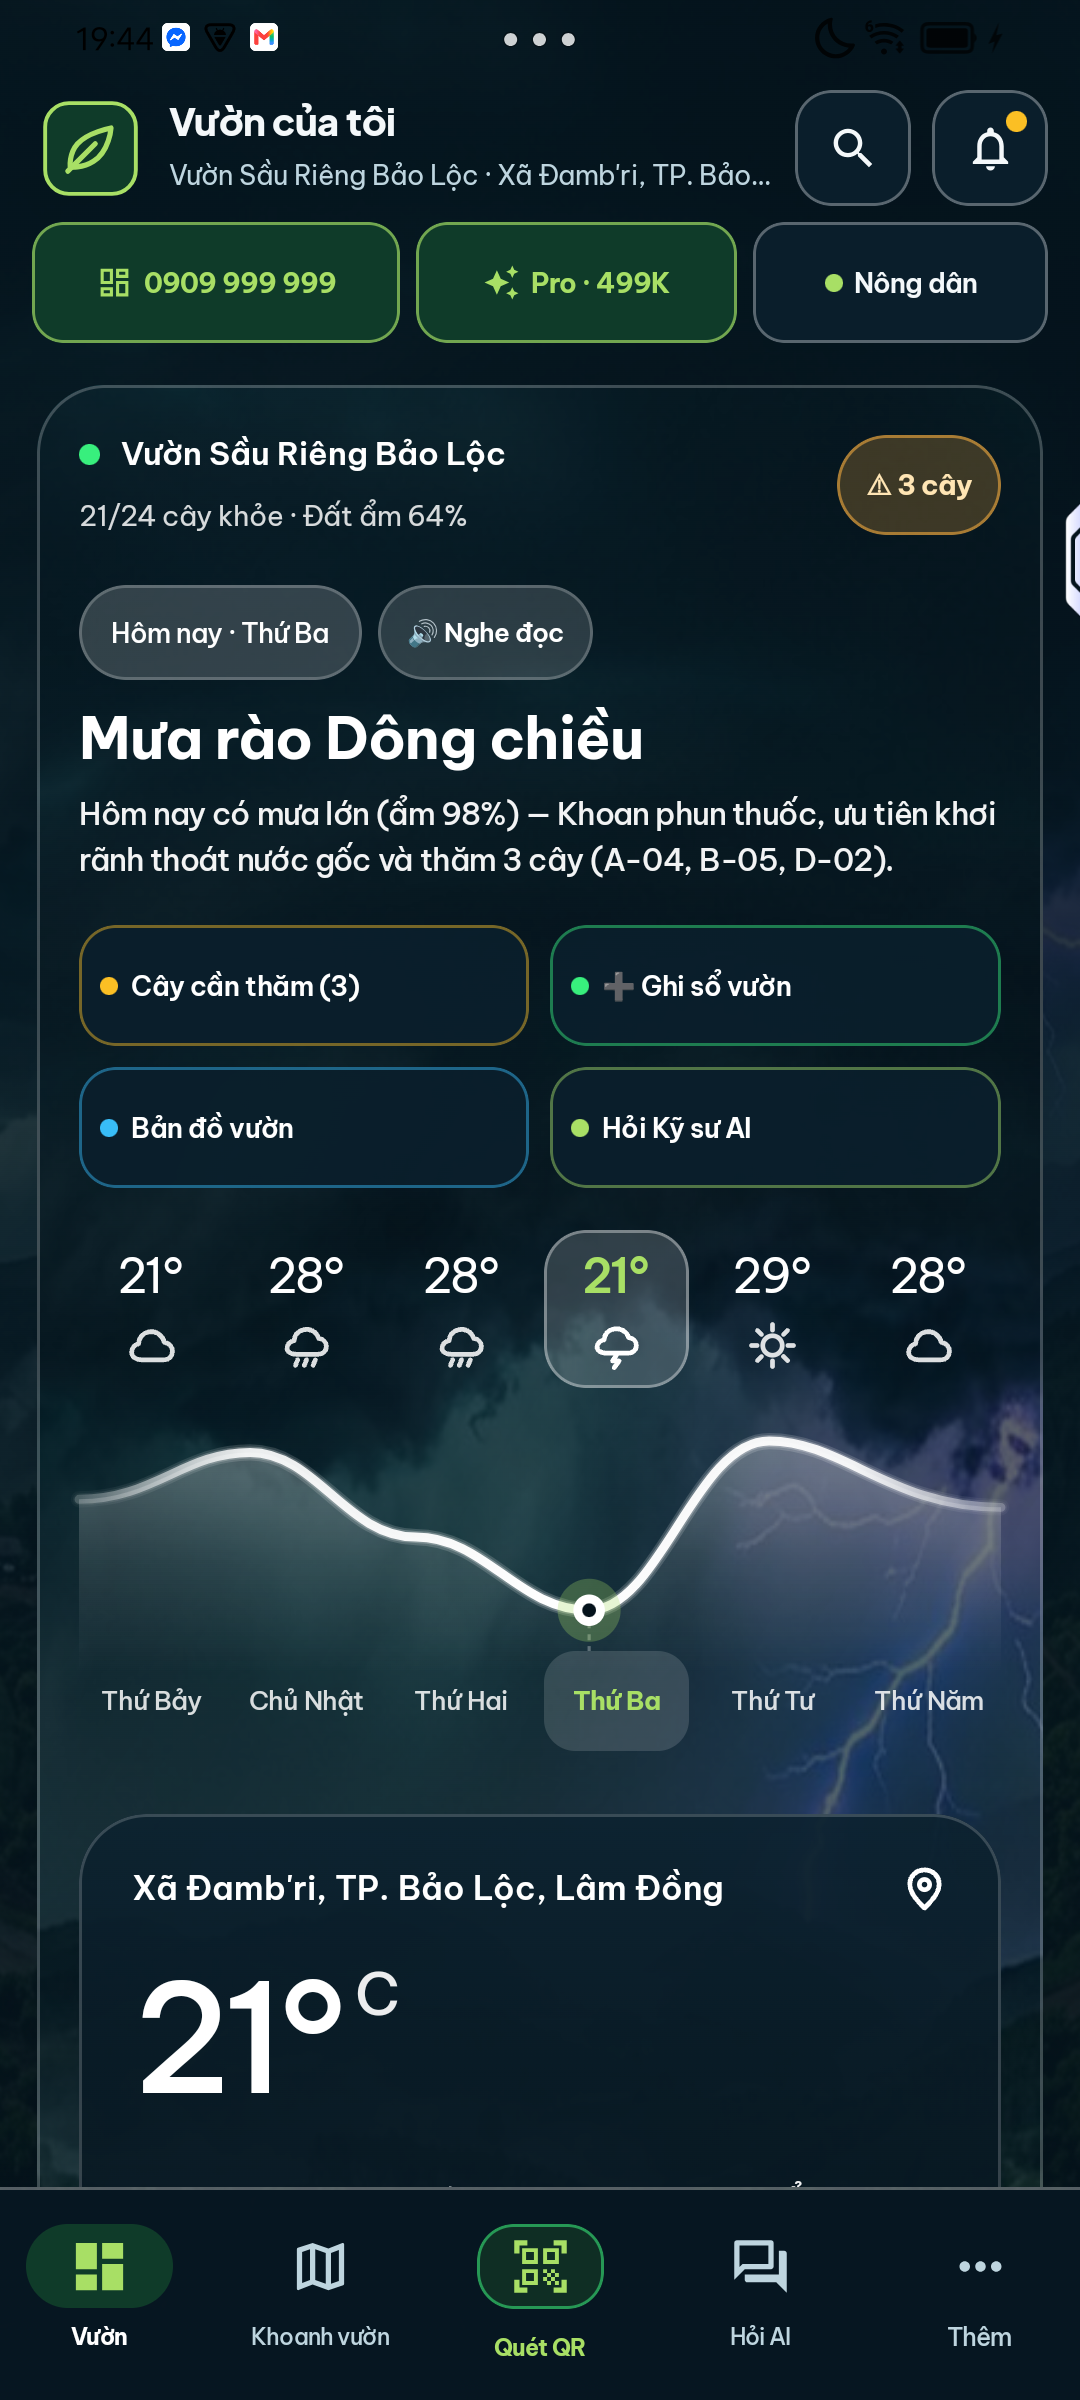 19:44
Vườn của tôi
Vườn Sầu Riêng Bảo Lộc · Xã Đamb'ri, TP. Bảo...
0909 999 999
Pro · 499K
Nông dân
Vườn Sầu Riêng Bảo Lộc
21/24 cây khỏe · Đất ẩm 64%
⚠ 3 cây
Hôm nay · Thứ Ba
🔊 Nghe đọc
Mưa rào Dông chiều
Hôm nay có mưa lớn (ẩm 98%) — Khoan phun thuốc, ưu tiên khơi
rãnh thoát nước gốc và thăm 3 cây (A-04, B-05, D-02).
Cây cần thăm (3)
➕ Ghi sổ vườn
Bản đồ vườn
Hỏi Kỹ sư AI
21° 28° 28° 21° 29° 28°
Thứ Bảy Chủ Nhật Thứ Hai Thứ Ba Thứ Tư Thứ Năm
Xã Đamb'ri, TP. Bảo Lộc, Lâm Đồng
21° C
Vườn
Khoanh vườn
Quét QR
Hỏi AI
Thêm